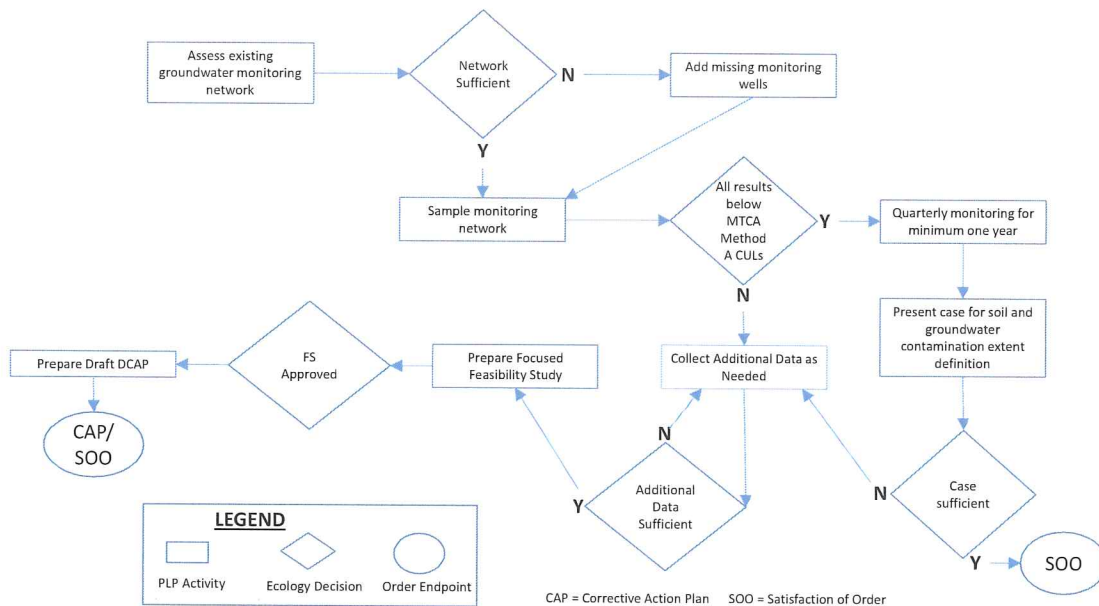 Assess existing
groundwater monitoring
network
Network
Sufficient
N
Add missing monitoring
wells
Y
Sample monitoring
network
All results
below
MTCA
Method
A CULs
Y
Quarterly monitoring for
minimum one year
N
Present case for soil and
groundwater
contamination extent
definition
Collect Additional Data as
Needed
Prepare Focused
Feasibility Study
FS
Approved
Prepare Draft DCAP
CAP/
SOO
N
Additional
Data
Sufficient
Y
N
Case
sufficient
Y
SOO
LEGEND
PLP Activity
Ecology Decision
Order Endpoint
CAP = Corrective Action Plan SOO = Satisfaction of Order